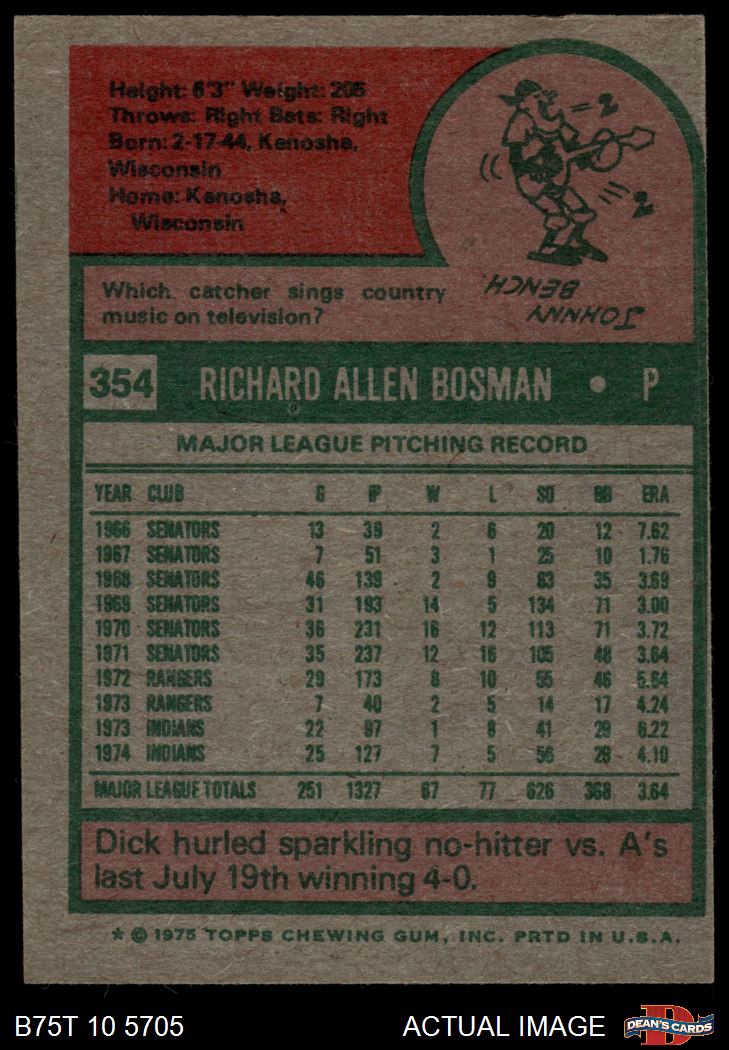 Height: 6'3" Weight: 205
Throws: Right Bats: Right
Born: 2-17-44, Kenosha,
Wisconsin
Home: Kenosha,
Wisconsin
Which catcher sings country
music on television?
JOHNNY
BENCH
354 RICHARD ALLEN BOSMAN • P
MAJOR LEAGUE PITCHING RECORD
YEAR CLUB G IP W L SO BB ERA
1966 SENATORS 13 39 2 6 20 12 7.62
1967 SENATORS 7 51 3 1 25 10 1.76
1968 SENATORS 46 139 2 9 63 35 3.69
1969 SENATORS 31 193 14 5 134 71 3.00
1970 SENATORS 36 231 16 12 113 71 3.72
1971 SENATORS 35 237 12 16 105 48 3.64
1972 RANGERS 29 173 8 10 55 46 5.64
1973 RANGERS 7 40 2 5 14 17 4.24
1973 INDIANS 22 97 1 8 41 29 6.22
1974 INDIANS 25 127 7 5 56 29 4.10
MAJOR LEAGUE TOTALS 251 1327 67 77 626 368 3.64
Dick hurled sparkling no-hitter vs. A's
last July 19th winning 4-0.
* © 1975 TOPPS CHEWING GUM, INC. PRTD IN U.S.A.
B75T 10 5705 ACTUAL IMAGE DEAN'S CARDS